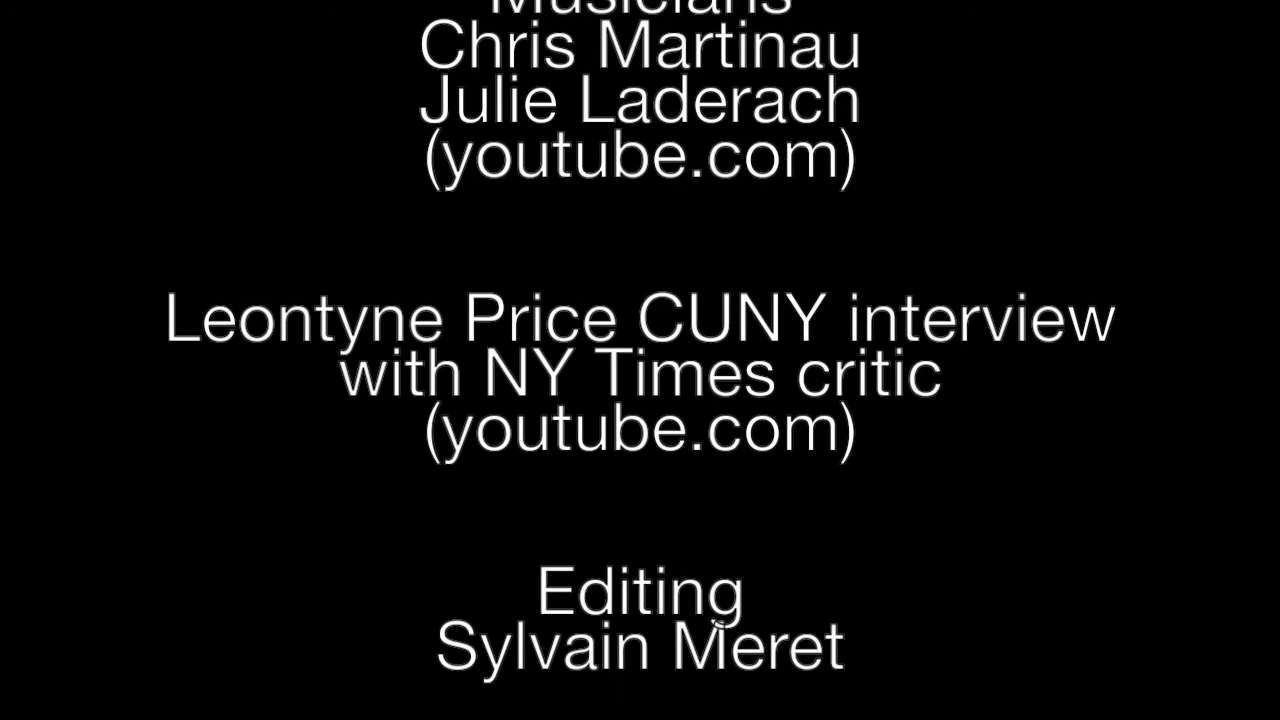 Musicians
Chris Martinau
Julie Laderach
(youtube.com)
Leontyne Price CUNY interview
with NY Times critic
(youtube.com)
Editing
Sylvain Meret